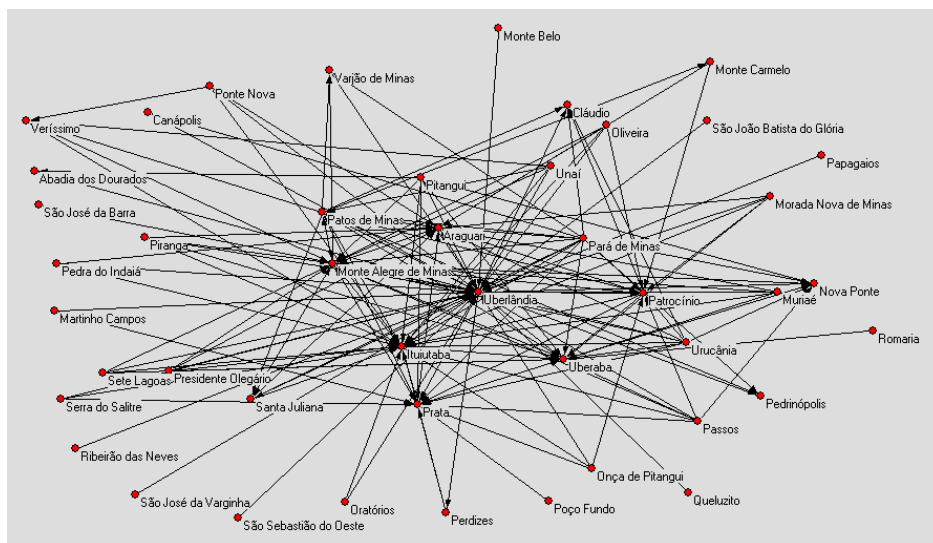 Monte Belo
Monte Carmelo
Varjão de Minas
Ponte Nova
Cláudio
Canápolis
Veríssimo
Oliveira
São João Batista do Glória
Papagaios
Unaí
Abadia dos Dourados
Pitangui
Morada Nova de Minas
São José da Barra
Patos de Minas
Araguari
Piranga
Pará de Minas
Pedra do Indaiá
Monte Alegre de Minas
Nova Ponte
Uberlândia
Patrocínio
Muriaé
Martinho Campos
Romaria
Urucânia
Ituiutaba
Uberaba
Sete Lagoas
Presidente Olegário
Pedrinópolis
Serra do Salitre
Santa Juliana
Prata
Passos
Ribeirão das Neves
Onça de Pitangui
Queluzito
São José da Varginha
Oratórios
Poço Fundo
São Sebastião do Oeste
Perdizes